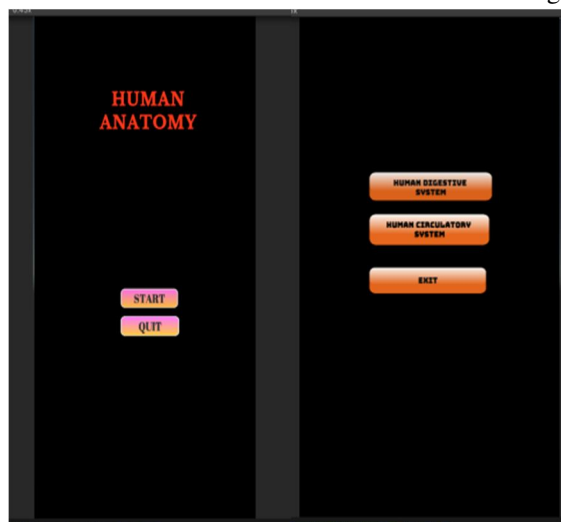 HUMAN
ANATOMY
START
QUIT
HUMAN DIGESTIVE
SYSTEM
HUMAN CIRCULATORY
SYSTEM
EXIT